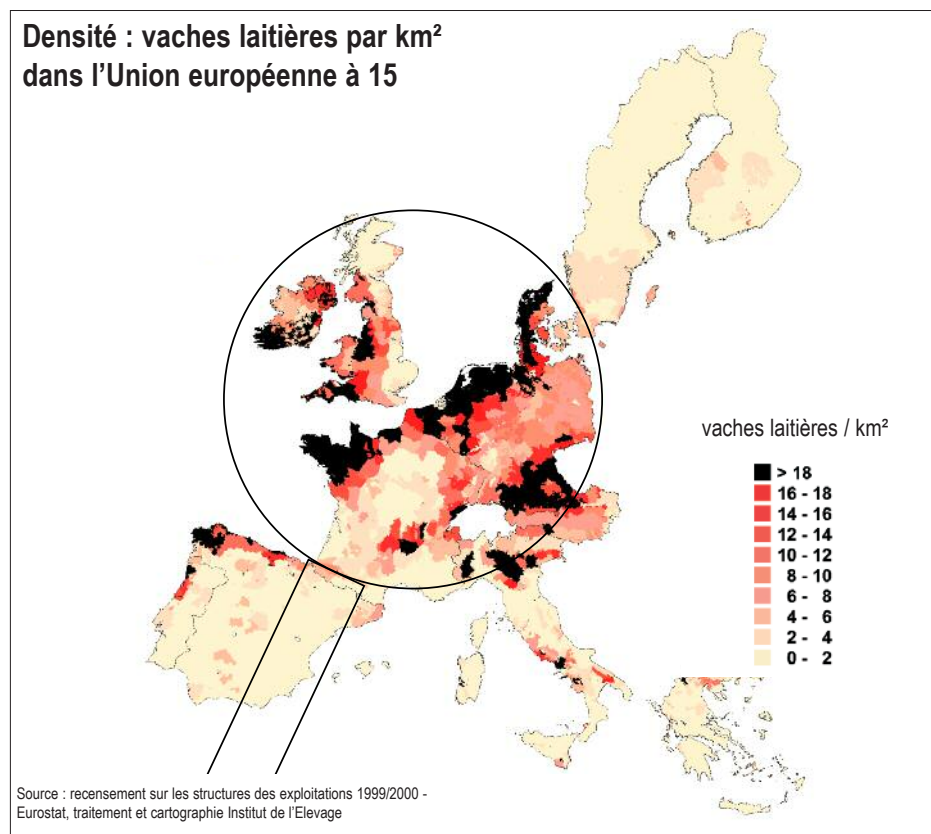 Densité : vaches laitières par km²
dans l'Union européenne à 15
vaches laitières / km²
> 18
16 - 18
14 - 16
12 - 14
10 - 12
8 - 10
6 - 8
4 - 6
2 - 4
0 - 2
Source : recensement sur les structures des exploitations 1999/2000 -
Eurostat, traitement et cartographie Institut de l'Elevage